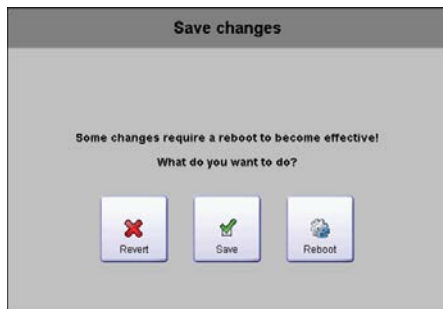 Save changes
Some changes require a reboot to become effective!
What do you want to do?
Revert
Save
Reboot